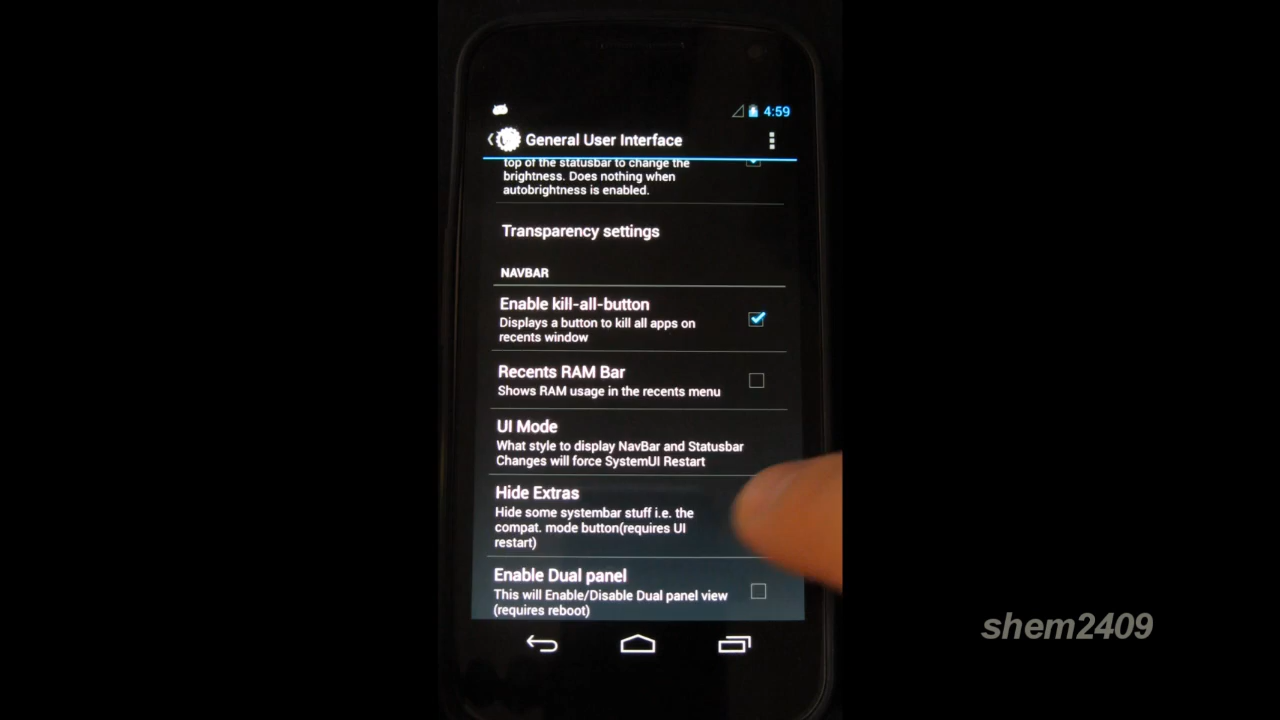 4:59
General User Interface
top of the statusbar to change the
brightness. Does nothing when
autobrightness is enabled.
Transparency settings
NAVBAR
Enable kill-all-button
Displays a button to kill all apps on
recents window
Recents RAM Bar
Shows RAM usage in the recents menu
UI Mode
What style to display NavBar and Statusbar
Changes will force SystemUI Restart
Hide Extras
Hide some systembar stuff i.e. the
compat. mode button(requires UI
restart)
Enable Dual panel
This will Enable/Disable Dual panel view
(requires reboot)
shem2409